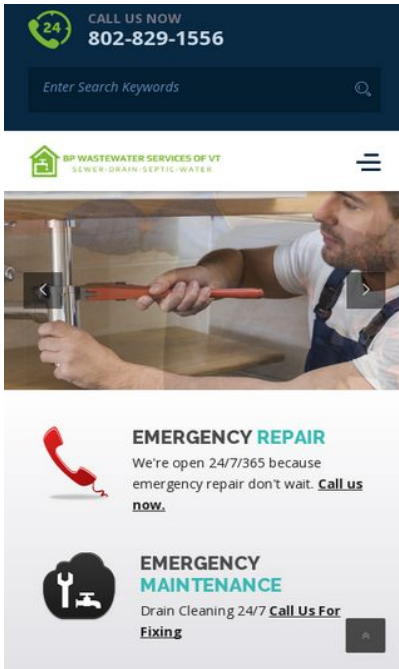 24
CALL US NOW
802-829-1556
Enter Search Keywords
BP WASTEWATER SERVICES OF VT
SEWER-DRAIN-SEPTIC-WATER
EMERGENCY REPAIR
We're open 24/7/365 because
emergency repair don't wait. Call us
now.
EMERGENCY
MAINTENANCE
Drain Cleaning 24/7 Call Us For
Fixing